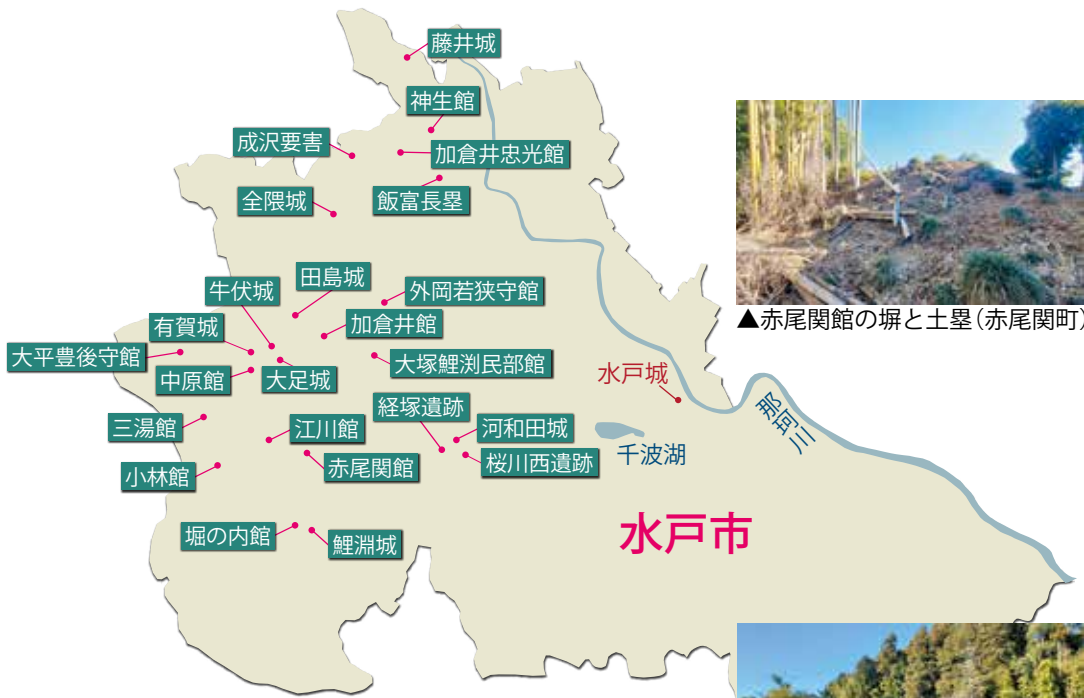 藤井城
神生館
成沢要害
加倉井忠光館
全隈城
飯富長塁
田島城
牛伏城
外岡若狭守館
有賀城
加倉井館
大平豊後守館
大塚鯉渕民部館
中原館
大足城
水戸城
経塚遺跡
三湯館
江川館
河和田城
千波湖
那珂川
赤尾関館
桜川西遺跡
小林館
水戸市
堀の内館
鯉淵城
▲赤尾関館の塀と土塁(赤尾関町)